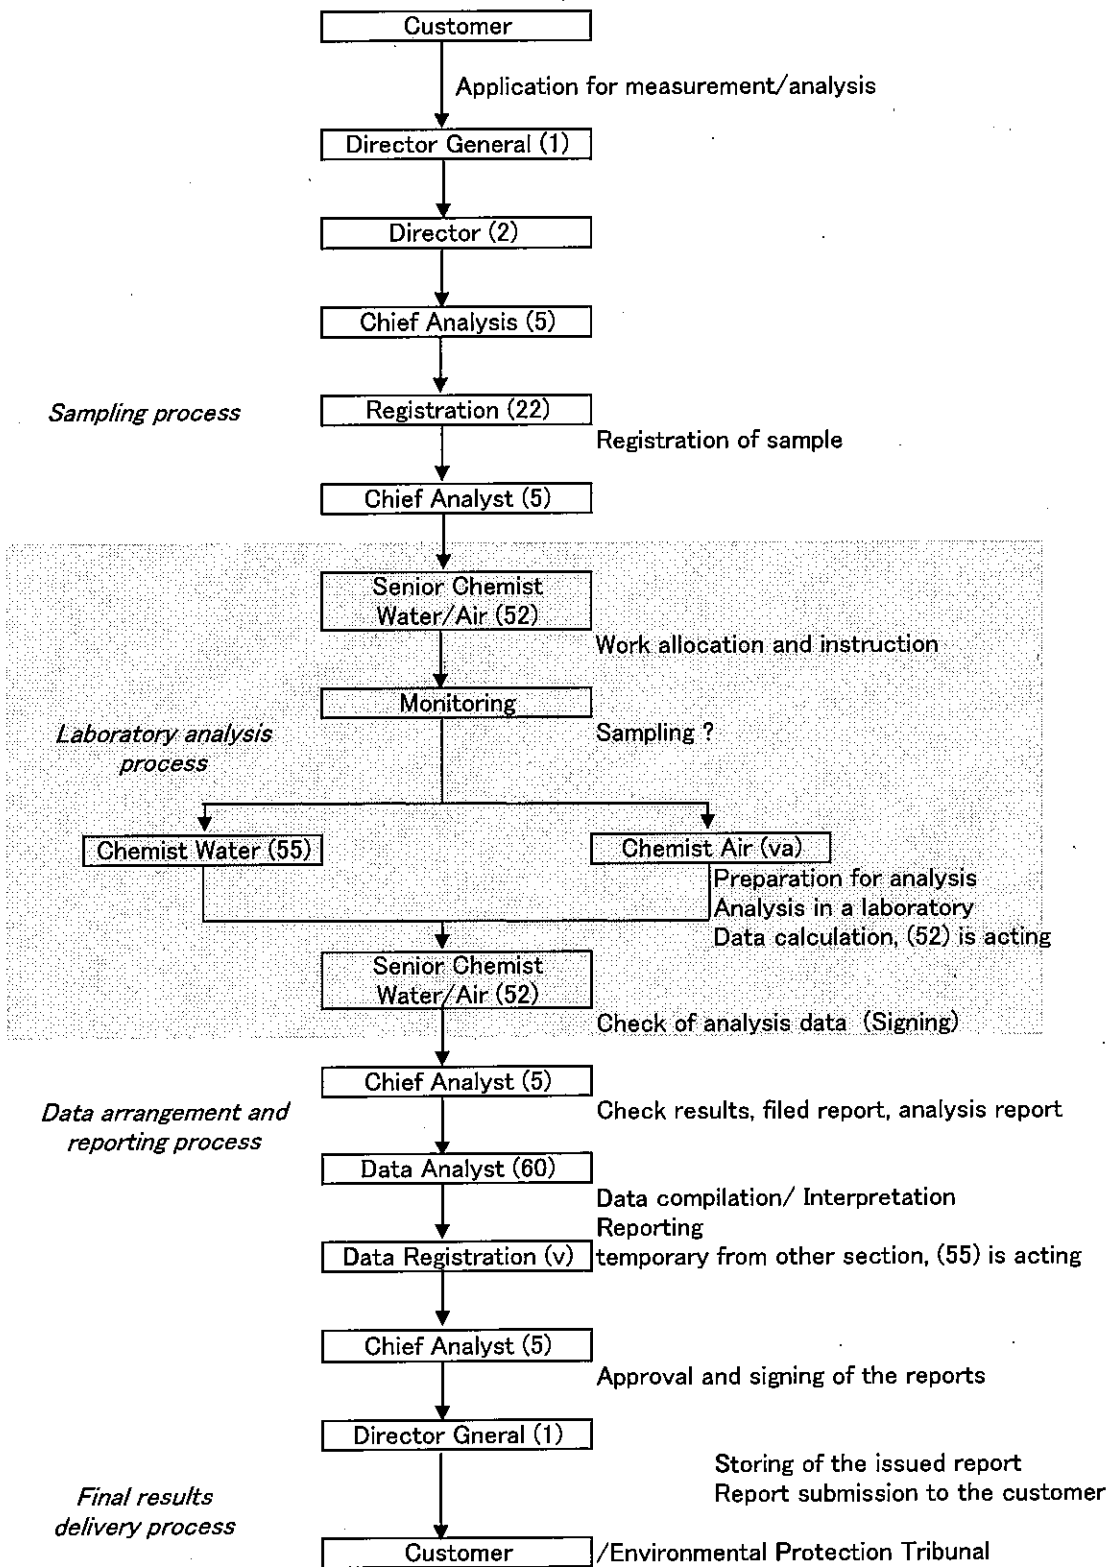 Customer
Application for measurement/analysis
Director General (1)
Director (2)
Chief Analysis (5)
Sampling process
Registration (22)
Registration of sample
Chief Analyst (5)
Senior Chemist
Water/Air (52)
Work allocation and instruction
Monitoring
Sampling ?
Laboratory analysis
process
Chemist Water (55)
Chemist Air (va)
Preparation for analysis
Analysis in a laboratory
Data calculation, (52) is acting
Senior Chemist
Water/Air (52)
Check of analysis data (Signing)
Chief Analyst (5)
Data arrangement and
reporting process
Check results, filed report, analysis report
Data Analyst (60)
Data compilation/ Interpretation
Reporting
Data Registration (v)
temporary from other section, (55) is acting
Chief Analyst (5)
Approval and signing of the reports
Director Gneral (1)
Storing of the issued report
Report submission to the customer
Final results
delivery process
Customer
/Environmental Protection Tribunal